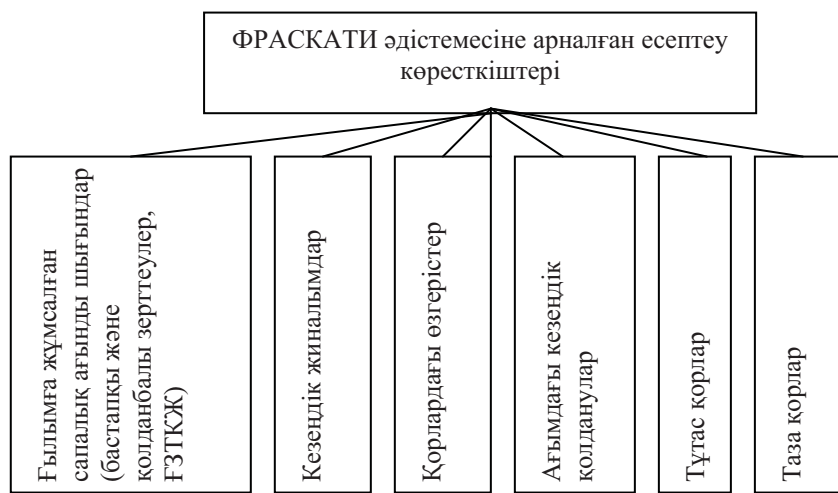 ФРАСКАТИ әдістемесіне арналған есептеу
көресткіштері
Ғылымға жұмсалған
сапалық ағынды шығындар
(бастапқы және
қолданбалы зерттеулер,
ҒЗТКЖ)
Кезеңдік жиналымдар
Қорлардағы өзгерістер
Ағымдағы кезеңдік
қолданулар
Тұтас қорлар
Таза қорлар